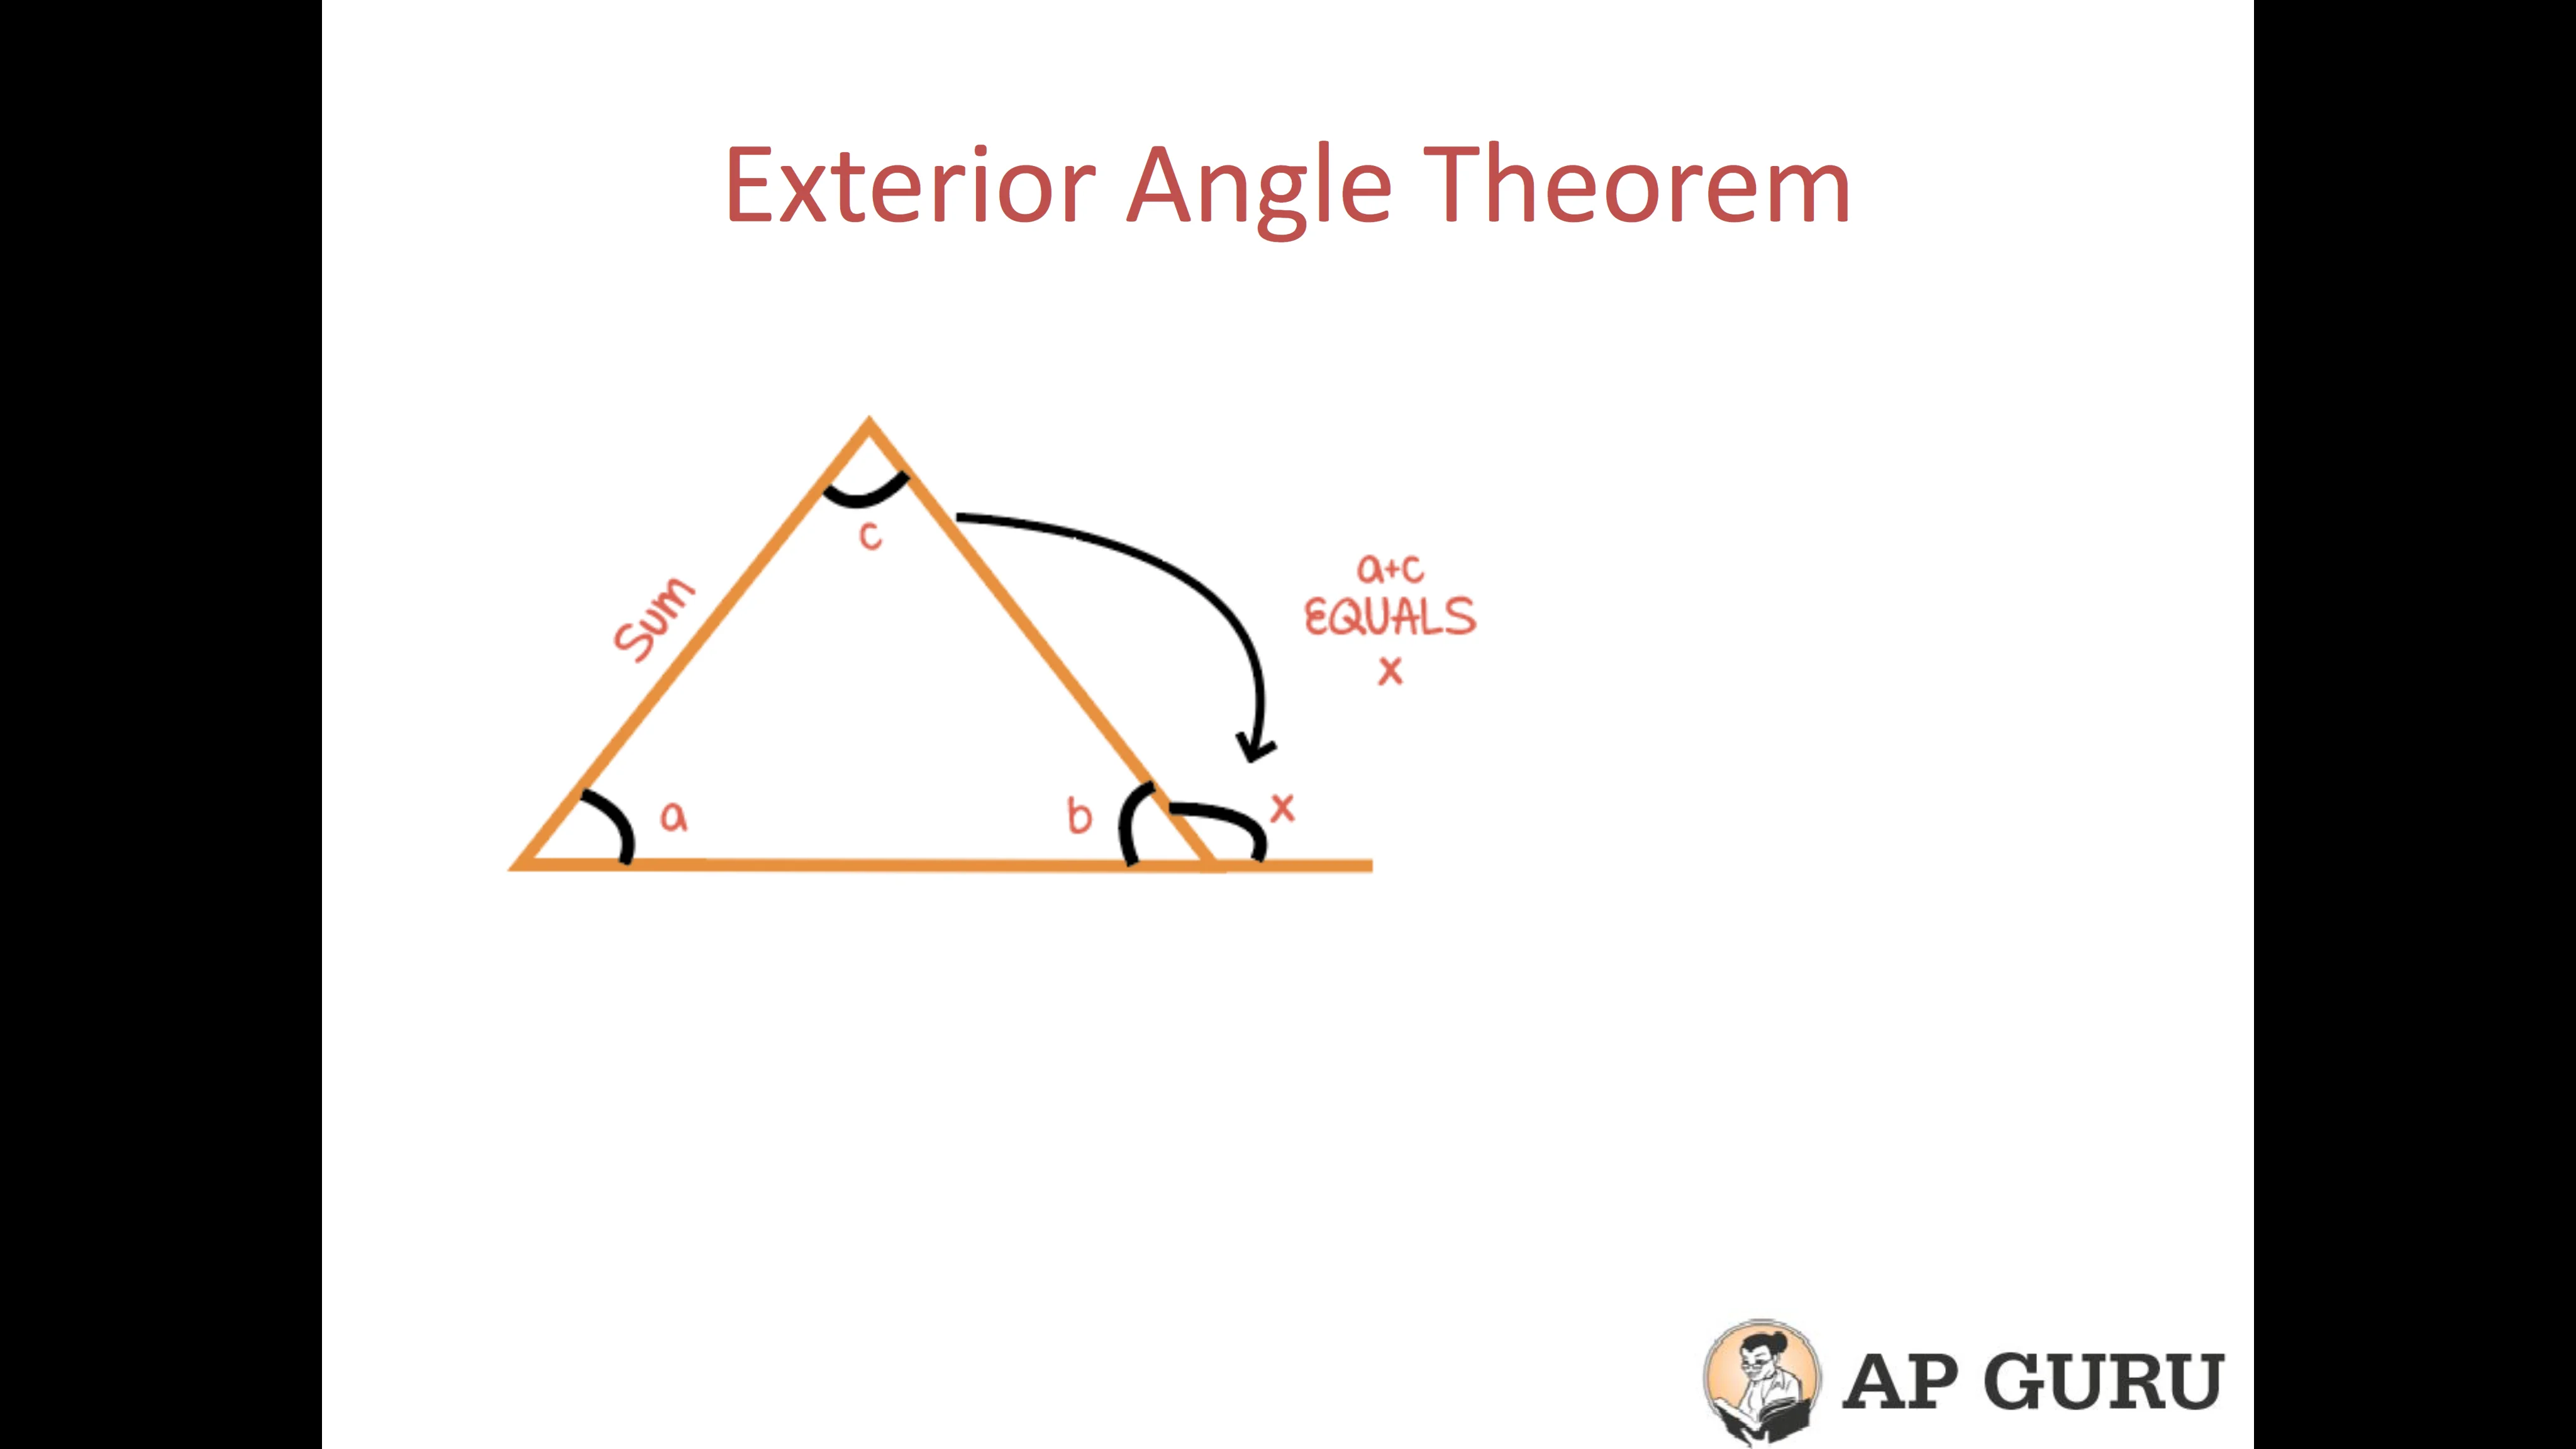 Exterior Angle Theorem
c
Sum
a+c
EQUALS
x
a
b
x
AP GURU